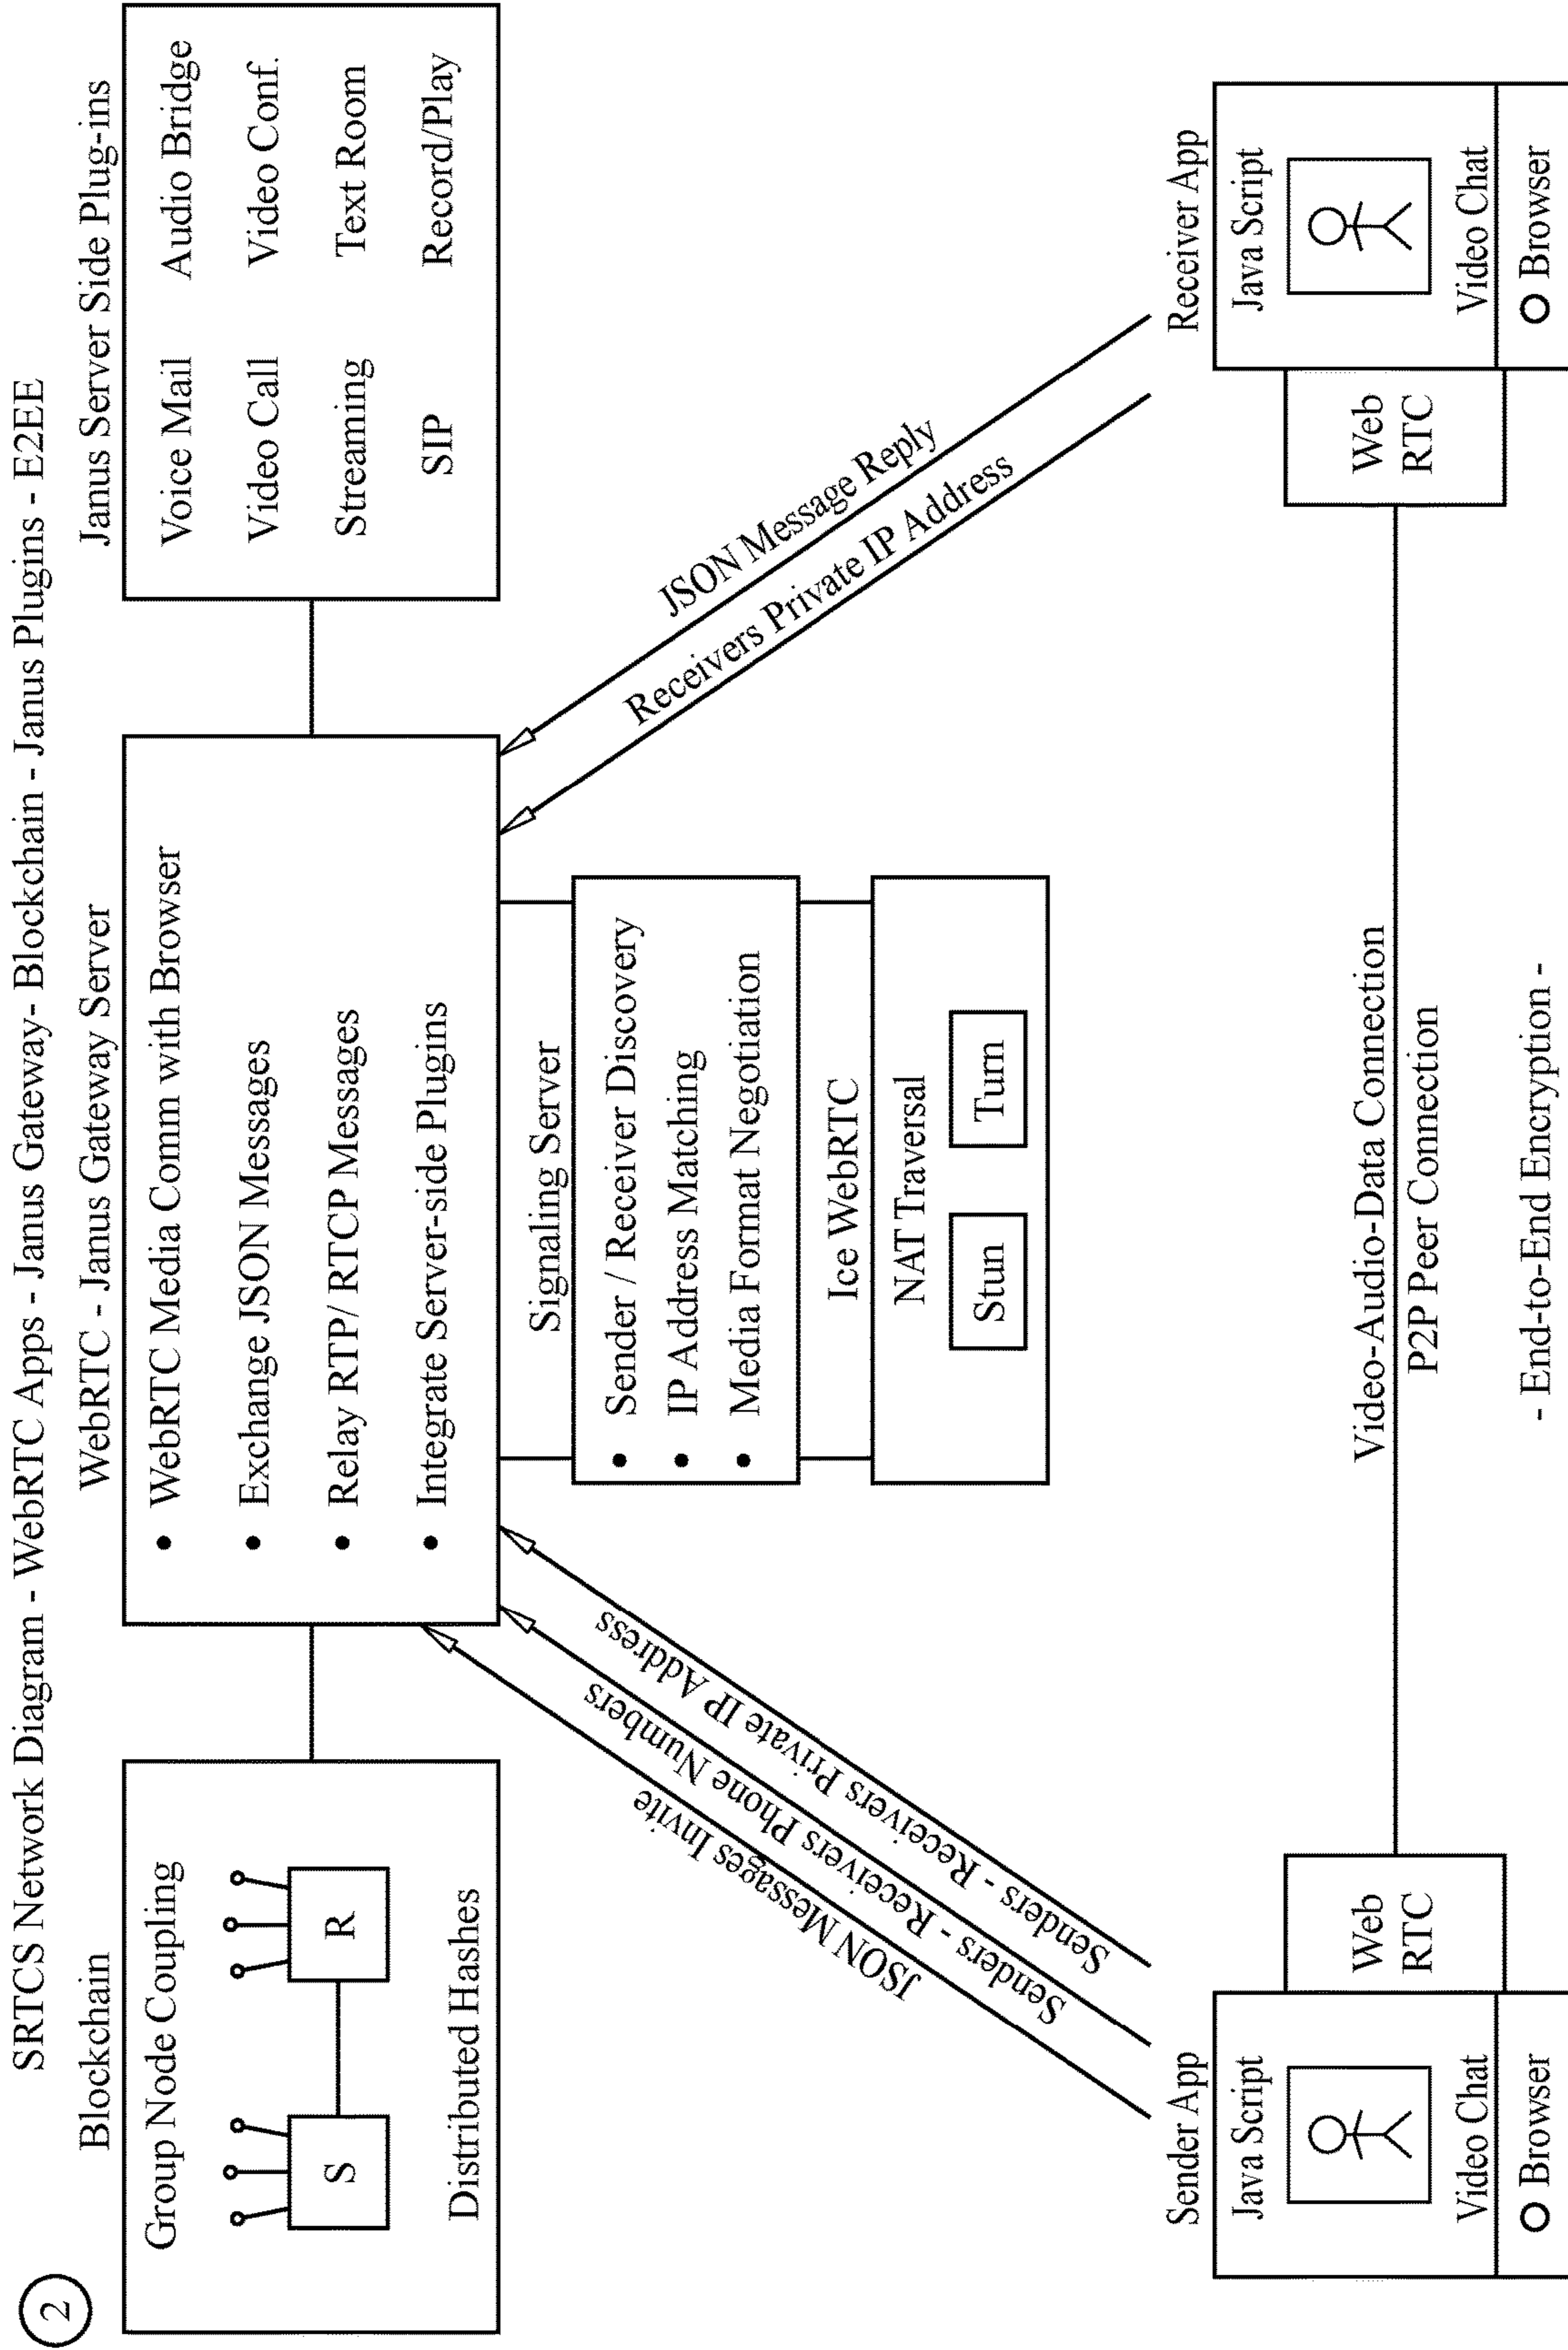 2
SRTCS Network Diagram - WebRTC Apps - Janus Gateway- Blockchain - Janus Plugins - E2EE
Blockchain
Group Node Coupling
S
R
Distributed Hashes
WebRTC - Janus Gateway Server
• WebRTC Media Comm with Browser
• Exchange JSON Messages
• Relay RTP/ RTCP Messages
• Integrate Server-side Plugins
Janus Server Side Plug-ins
Voice Mail Audio Bridge
Video Call Video Conf.
Streaming Text Room
SIP Record/Play
Signaling Server
• Sender / Receiver Discovery
• IP Address Matching
• Media Format Negotiation
Ice WebRTC
NAT Traversal
Stun
Turn
JSON Messages Invite
Senders - Receivers Phone Numbers
Senders - Receivers Private IP Address
JSON Message Reply
Receivers Private IP Address
Sender App
Java Script
Video Chat
Browser
Web
RTC
Video-Audio-Data Connection
P2P Peer Connection
- End-to-End Encryption -
Web
RTC
Receiver App
Java Script
Video Chat
Browser